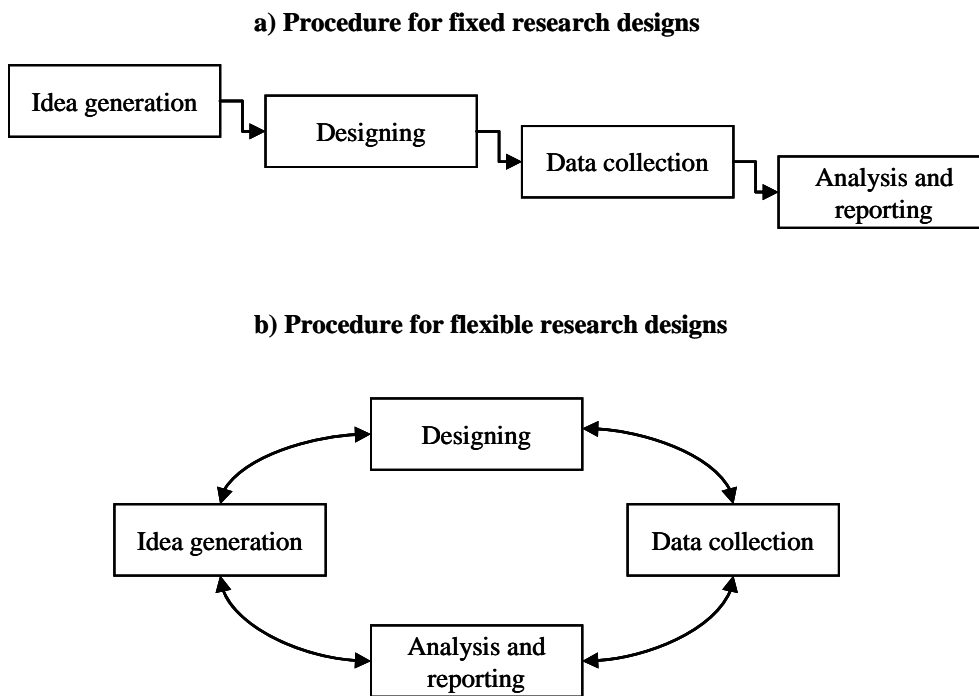 a) Procedure for fixed research designs
Idea generation
Designing
Data collection
Analysis and
reporting
b) Procedure for flexible research designs
Designing
Idea generation
Data collection
Analysis and
reporting